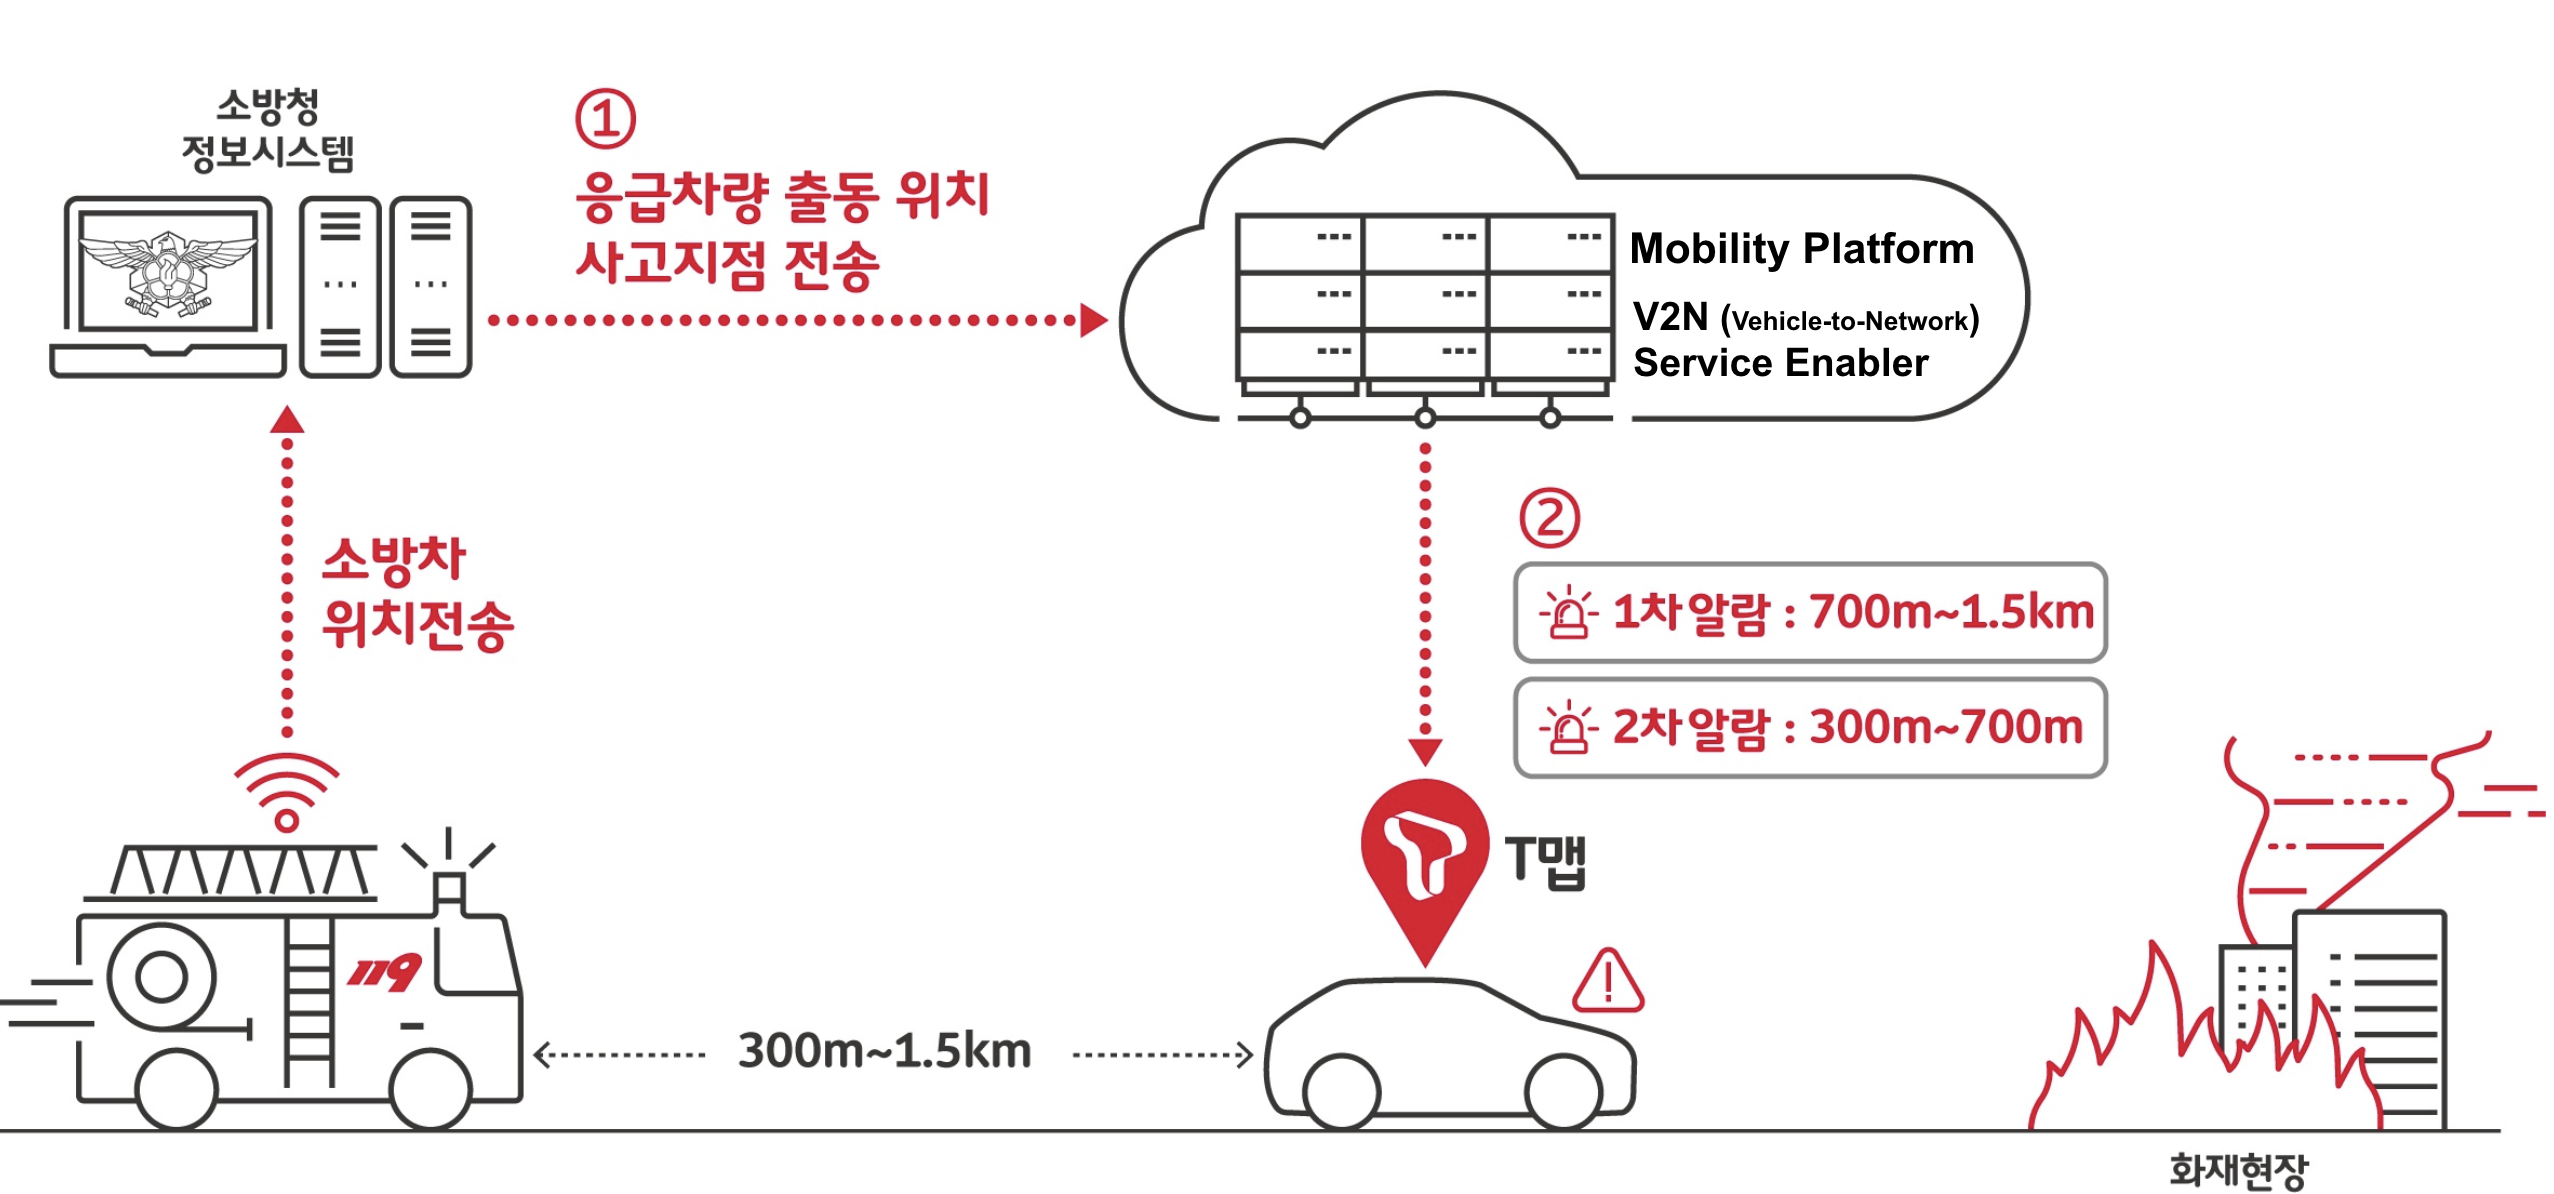 소방청
정보시스템
①
응급차량 출동 위치
사고지점 전송
Mobility Platform
V2N (Vehicle-to-Network)
Service Enabler
소방차
위치전송
②
1차 알람 : 700m~1.5km
2차 알람 : 300m~700m
T맵
119
300m~1.5km
화재현장